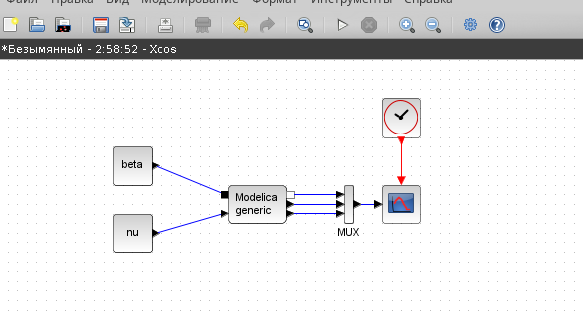 Файл Правка Вид Моделирование Формат Инструменты Справка
*Безымянный - 2:58:52 - Xcos
beta
Modelica
generic
nu
MUX